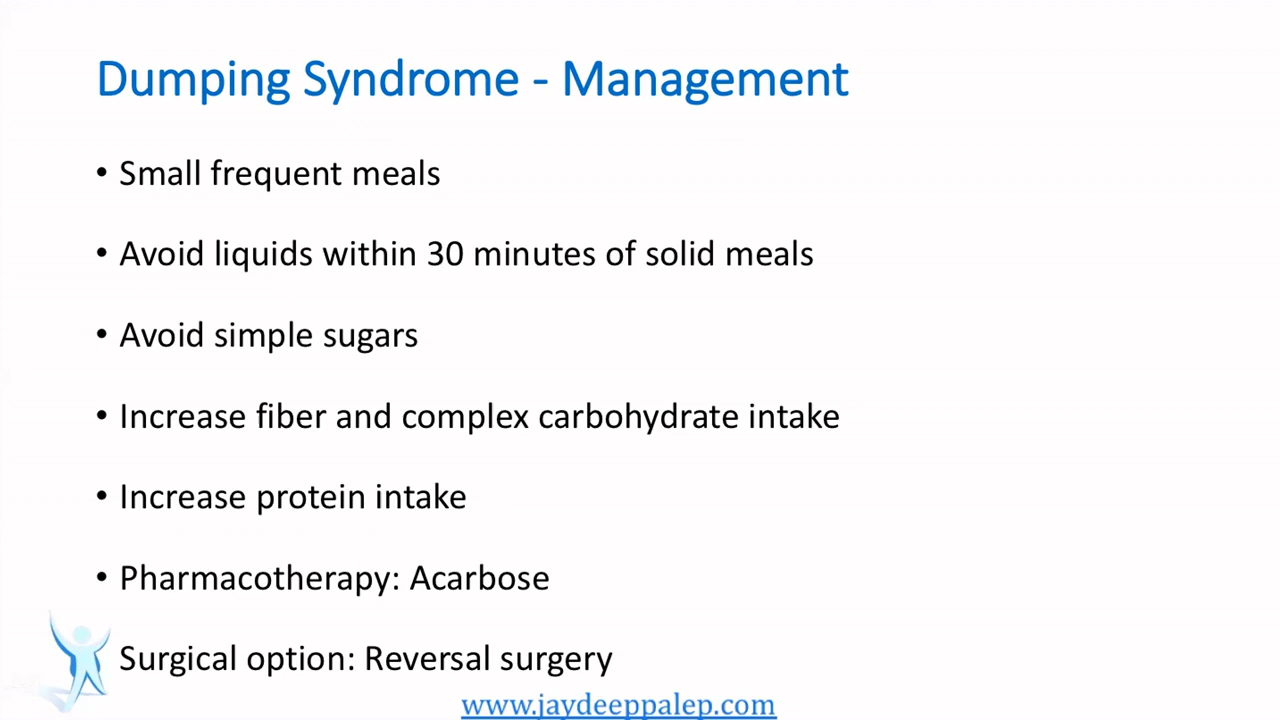 Dumping Syndrome - Management
• Small frequent meals
• Avoid liquids within 30 minutes of solid meals
• Avoid simple sugars
• Increase fiber and complex carbohydrate intake
• Increase protein intake
• Pharmacotherapy: Acarbose
Surgical option: Reversal surgery
www.jaydeeppalep.com